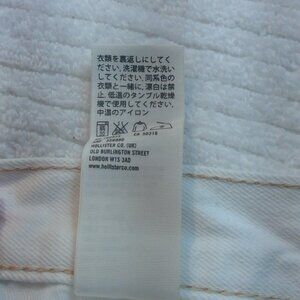 衣類を裏返しにしてく
ださい. 洗濯機で水洗い
してください. 同系色の
衣類と一緒に. 漂白は禁
止. 低温のタンブル乾燥
機で使用してください.
中温のアイロン
HOLLISTER CO. (UK)
OLD BURLINGTON STREET
LONDON W1S 3AD
www.hollisterco.com